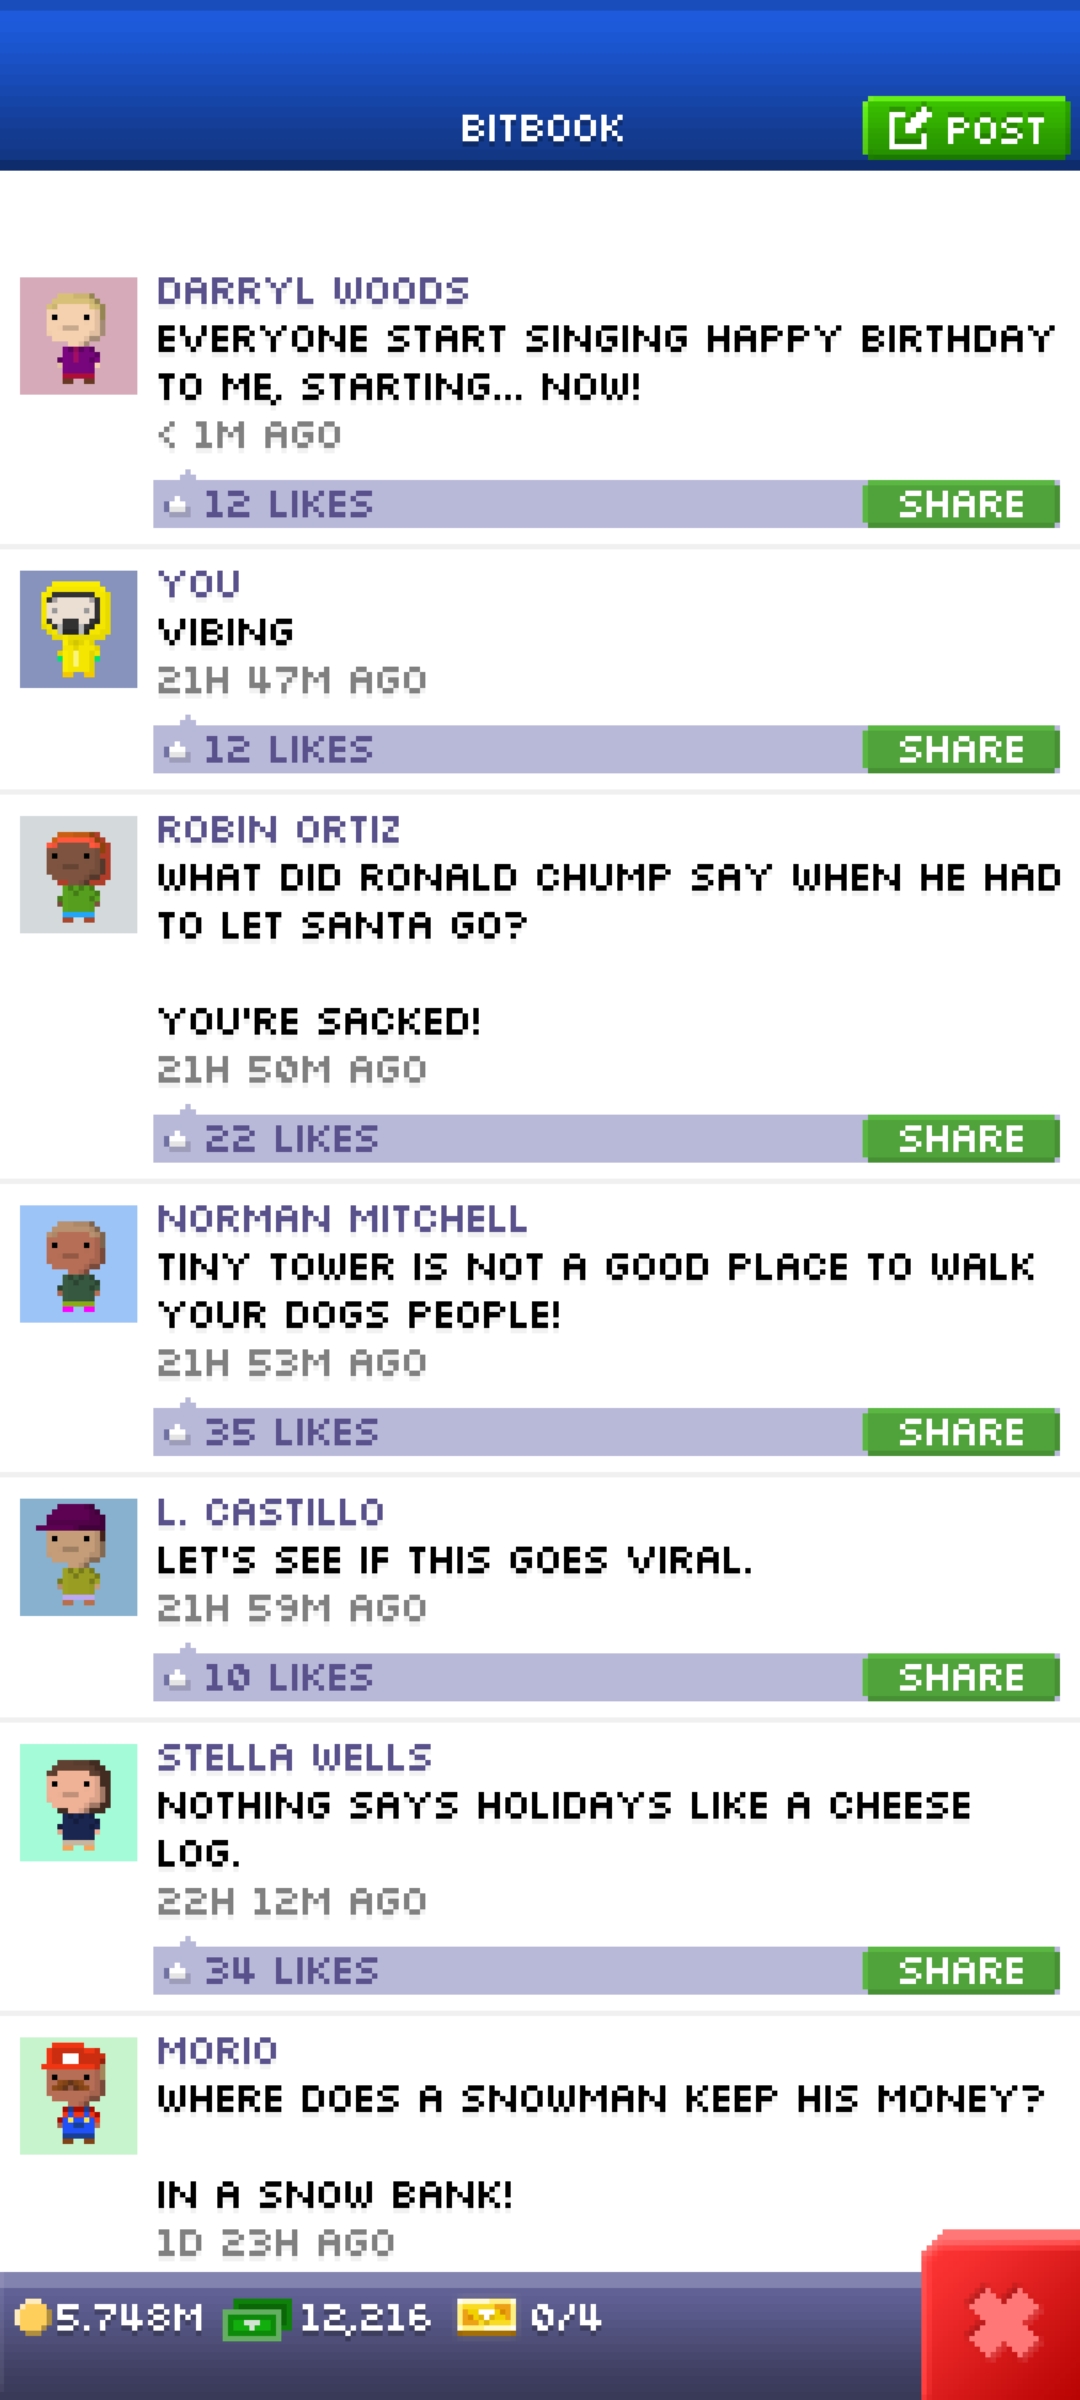 BITBOOK
POST
DARRYL WOODS
EVERYONE START SINGING HAPPY BIRTHDAY
TO ME, STARTING... NOW!
< 1M AGO
12 LIKES
SHARE
YOU
VIBING
21H 47M AGO
12 LIKES
SHARE
ROBIN ORTIZ
WHAT DID RONALD CHUMP SAY WHEN HE HAD
TO LET SANTA GO?
YOU'RE SACKED!
21H 50M AGO
22 LIKES
SHARE
NORMAN MITCHELL
TINY TOWER IS NOT A GOOD PLACE TO WALK
YOUR DOGS PEOPLE!
21H 53M AGO
35 LIKES
SHARE
L. CASTILLO
LET'S SEE IF THIS GOES VIRAL.
21H 59M AGO
10 LIKES
SHARE
STELLA WELLS
NOTHING SAYS HOLIDAYS LIKE A CHEESE
LOG.
22H 12M AGO
34 LIKES
SHARE
MORIO
WHERE DOES A SNOWMAN KEEP HIS MONEY?
IN A SNOW BANK!
1D 23H AGO
5.748M 12,216 0/4